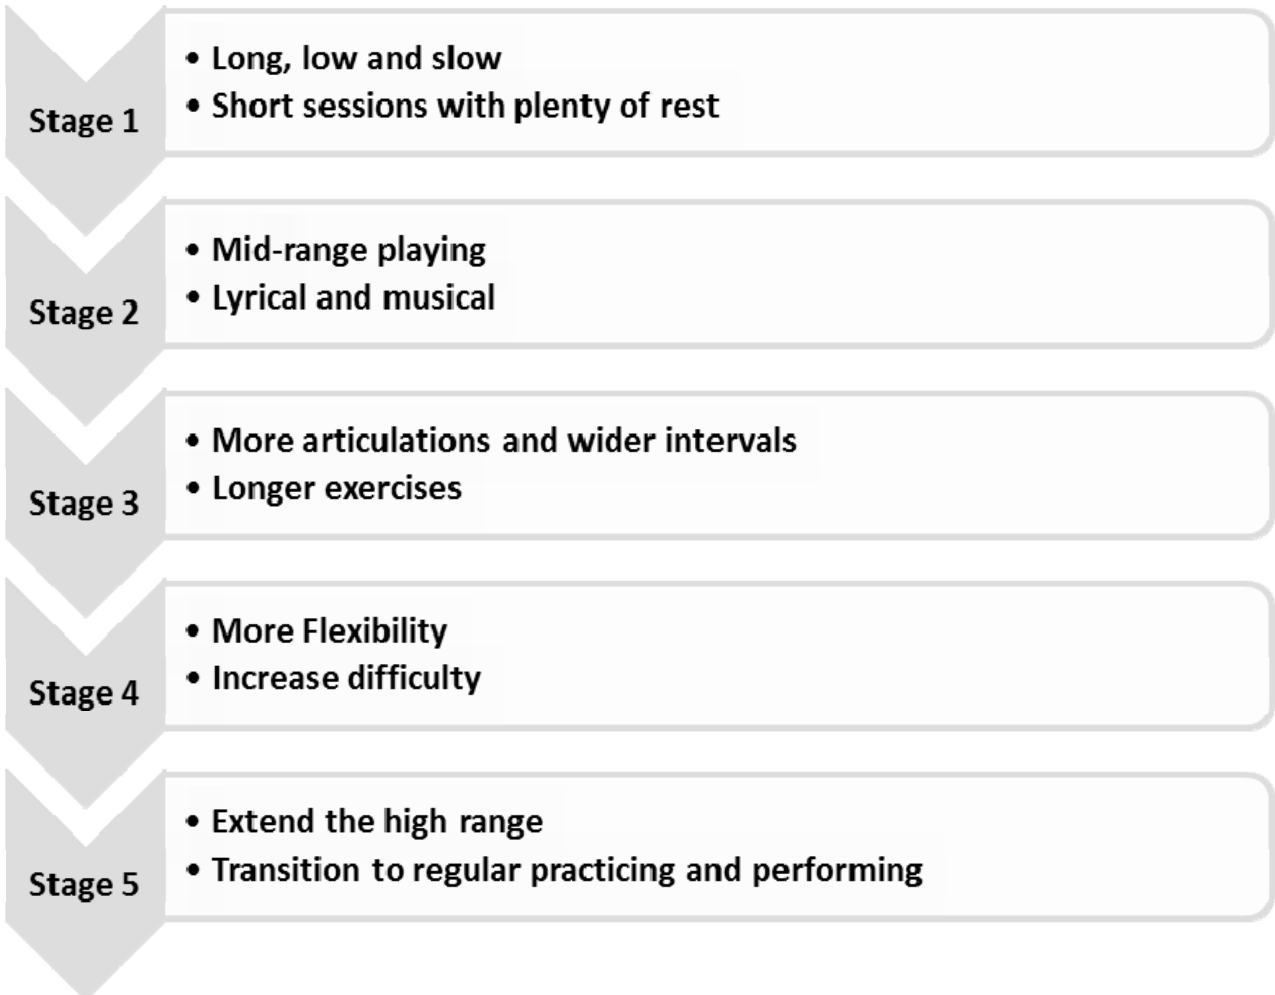 Stage 1
• Long, low and slow
• Short sessions with plenty of rest
Stage 2
• Mid-range playing
• Lyrical and musical
Stage 3
• More articulations and wider intervals
• Longer exercises
Stage 4
• More Flexibility
• Increase difficulty
Stage 5
• Extend the high range
• Transition to regular practicing and performing